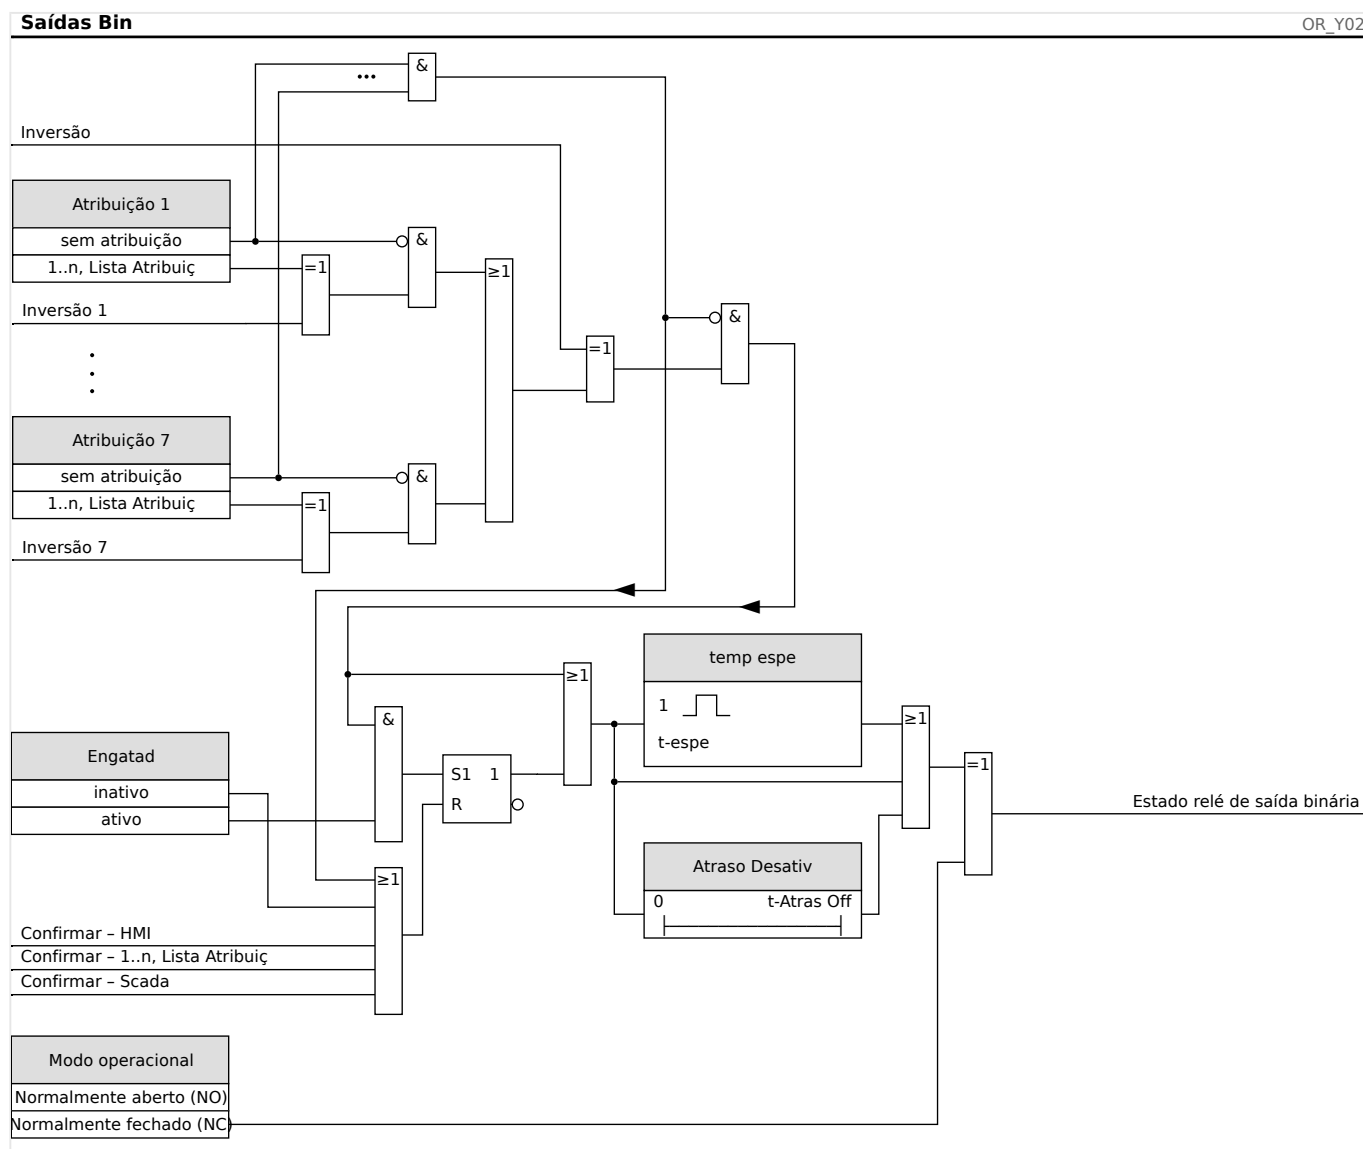 Saídas Bin
OR_Y02
&
Inversão
Atribuição 1
sem atribuição
&
1..n, Lista Atribuiç
=1
≥1
Inversão 1
&
=1
Atribuição 7
sem atribuição
&
1..n, Lista Atribuiç
=1
Inversão 7
temp espe
≥1
1
t-espe
&
≥1
Engatad
inativo
ativo
S1 1
R
=1
Estado relé de saída binária
Atraso Desativ
0 t-Atras Off
≥1
Confirmar – HMI
Confirmar – 1..n, Lista Atribuiç
Confirmar – Scada
Modo operacional
Normalmente aberto (NO)
Normalmente fechado (NC)